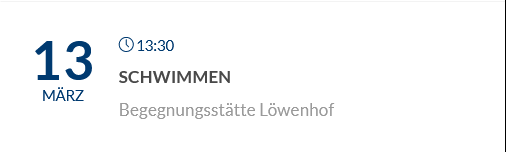 13
MÄRZ
13:30
SCHWIMMEN
Begegnungsstätte Löwenhof